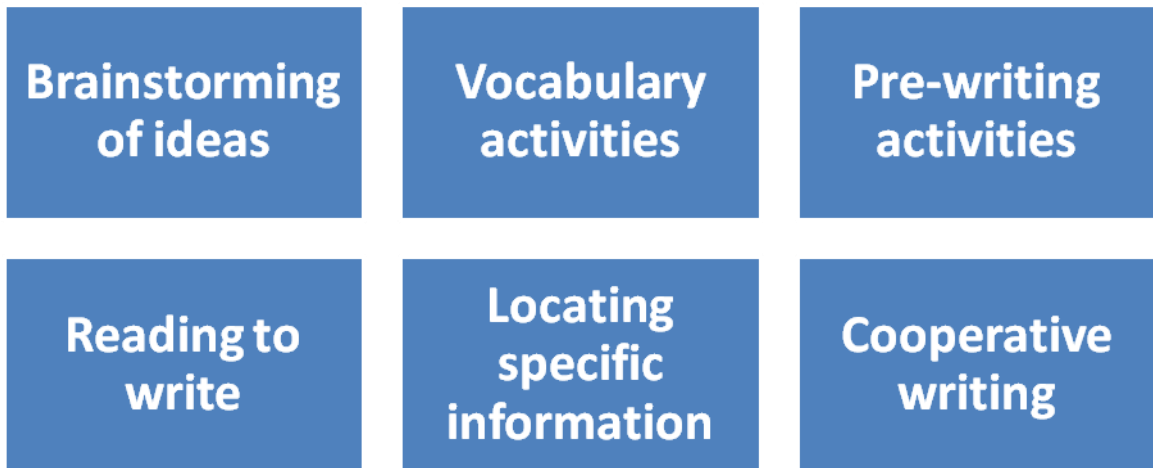 Brainstorming
of ideas
Vocabulary
activities
Pre-writing
activities
Reading to
write
Locating
specific
information
Cooperative
writing